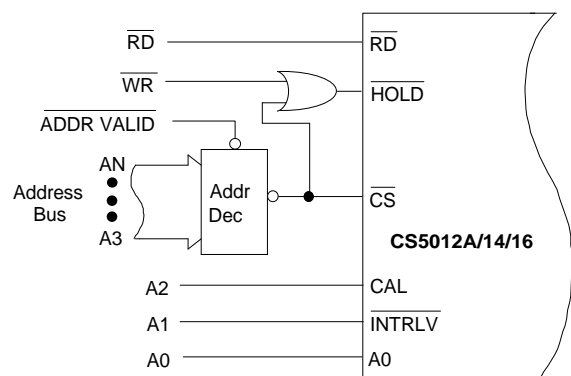 RD RD
WR HOLD
ADDR VALID
AN
Address Bus
Addr Dec
A3
CS
CS5012A/14/16
A2 CAL
A1 INTRLV
A0 A0